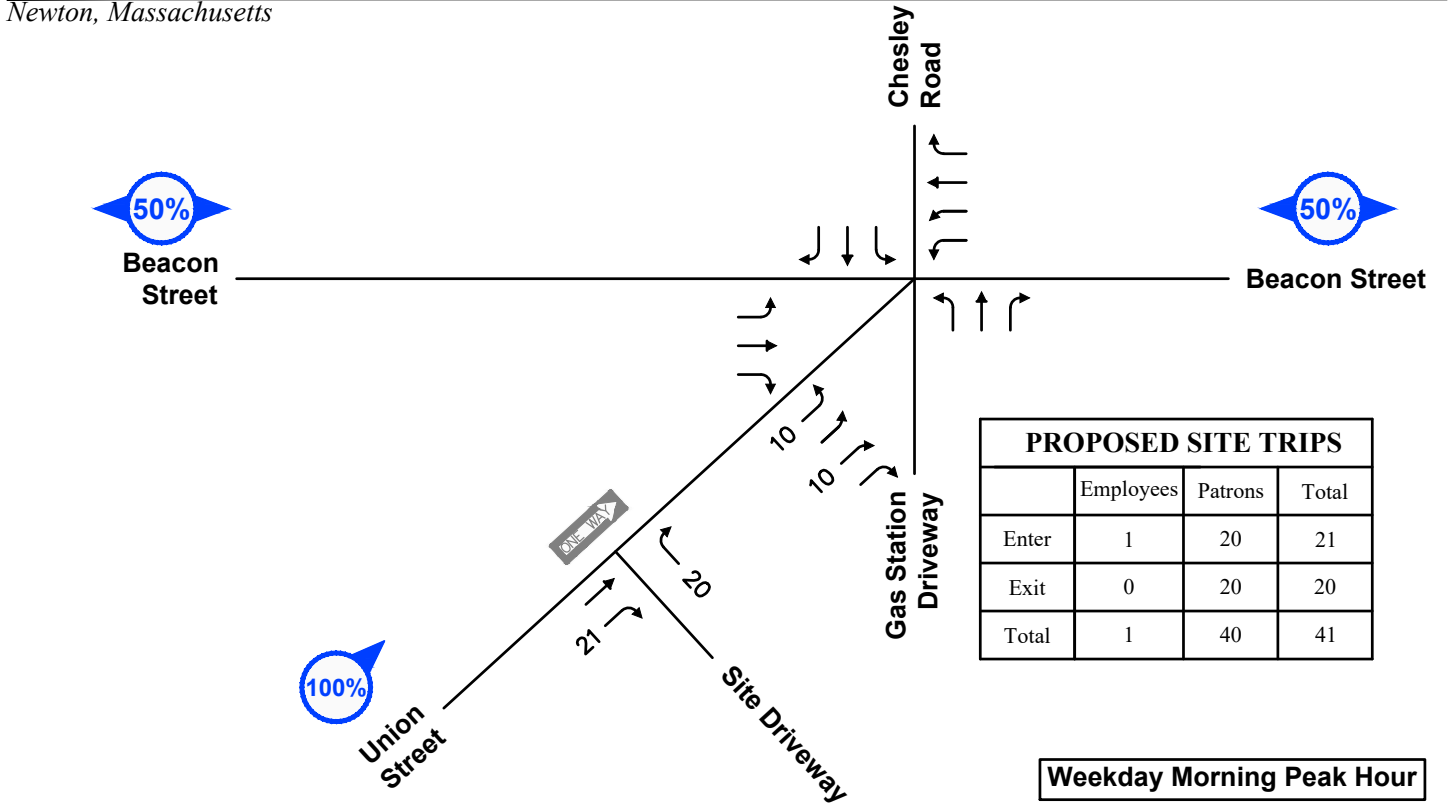 Newton, Massachusetts
Chesley
Road
50%
50%
Beacon
Street
Beacon Street
10
10
PROPOSED SITE TRIPS
Employees Patrons Total
Enter 1 20 21
Exit 0 20 20
Total 1 40 41
Gas Station
Driveway
ONE WAY
20
21
100%
Union
Street
Site Driveway
Weekday Morning Peak Hour